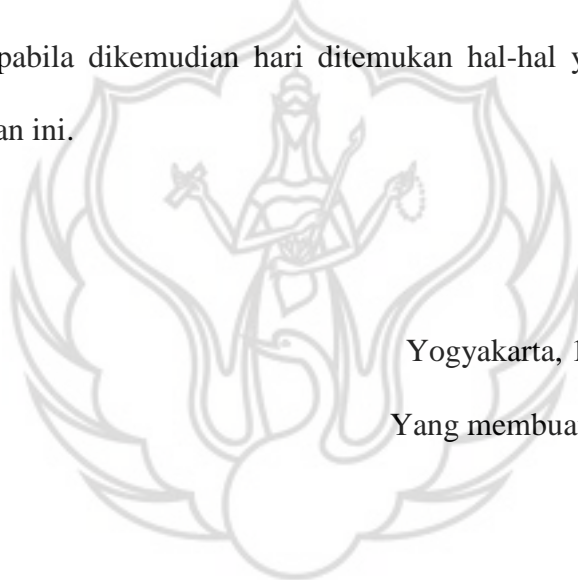 pabila dikemudian hari ditemukan hal-hal y
an ini.
Yogyakarta, 1
Yang membua